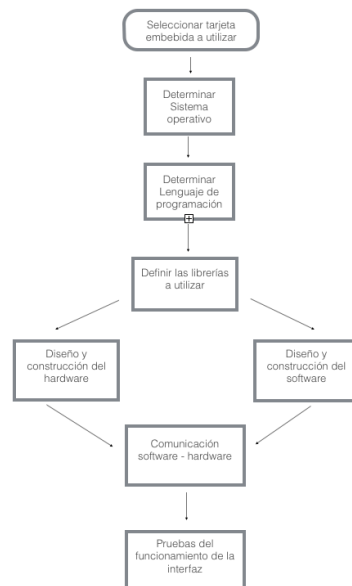 Seleccionar tarjeta
embebida a utilizar
Determinar
Sistema
operativo
Determinar
Lenguaje de
programación
Definir las librerías
a utilizar
Diseño y
construcción del
hardware
Diseño y
construcción del
software
Comunicación
software - hardware
Pruebas del
funcionamiento de la
interfaz